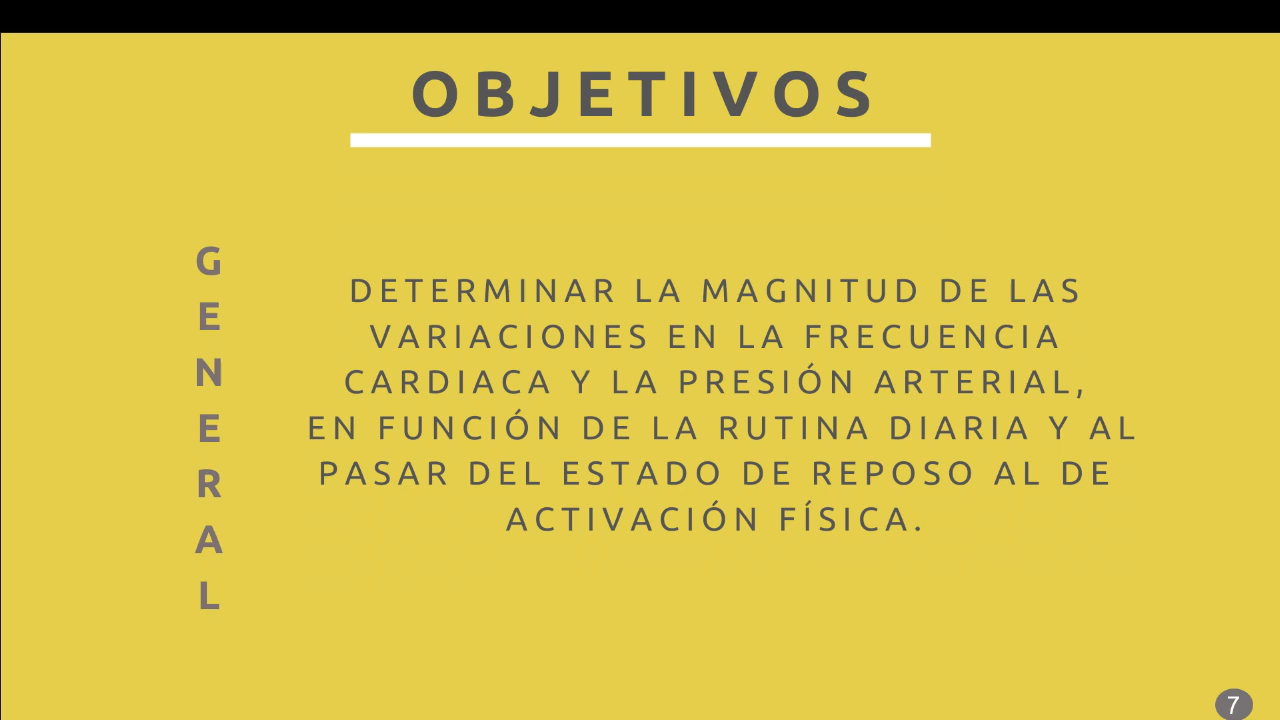 OBJETIVOS
GENERAL
DETERMINAR LA MAGNITUD DE LAS
VARIACIONES EN LA FRECUENCIA
CARDIACA Y LA PRESIÓN ARTERIAL,
EN FUNCIÓN DE LA RUTINA DIARIA Y AL
PASAR DEL ESTADO DE REPOSO AL DE
ACTIVACIÓN FÍSICA.
7